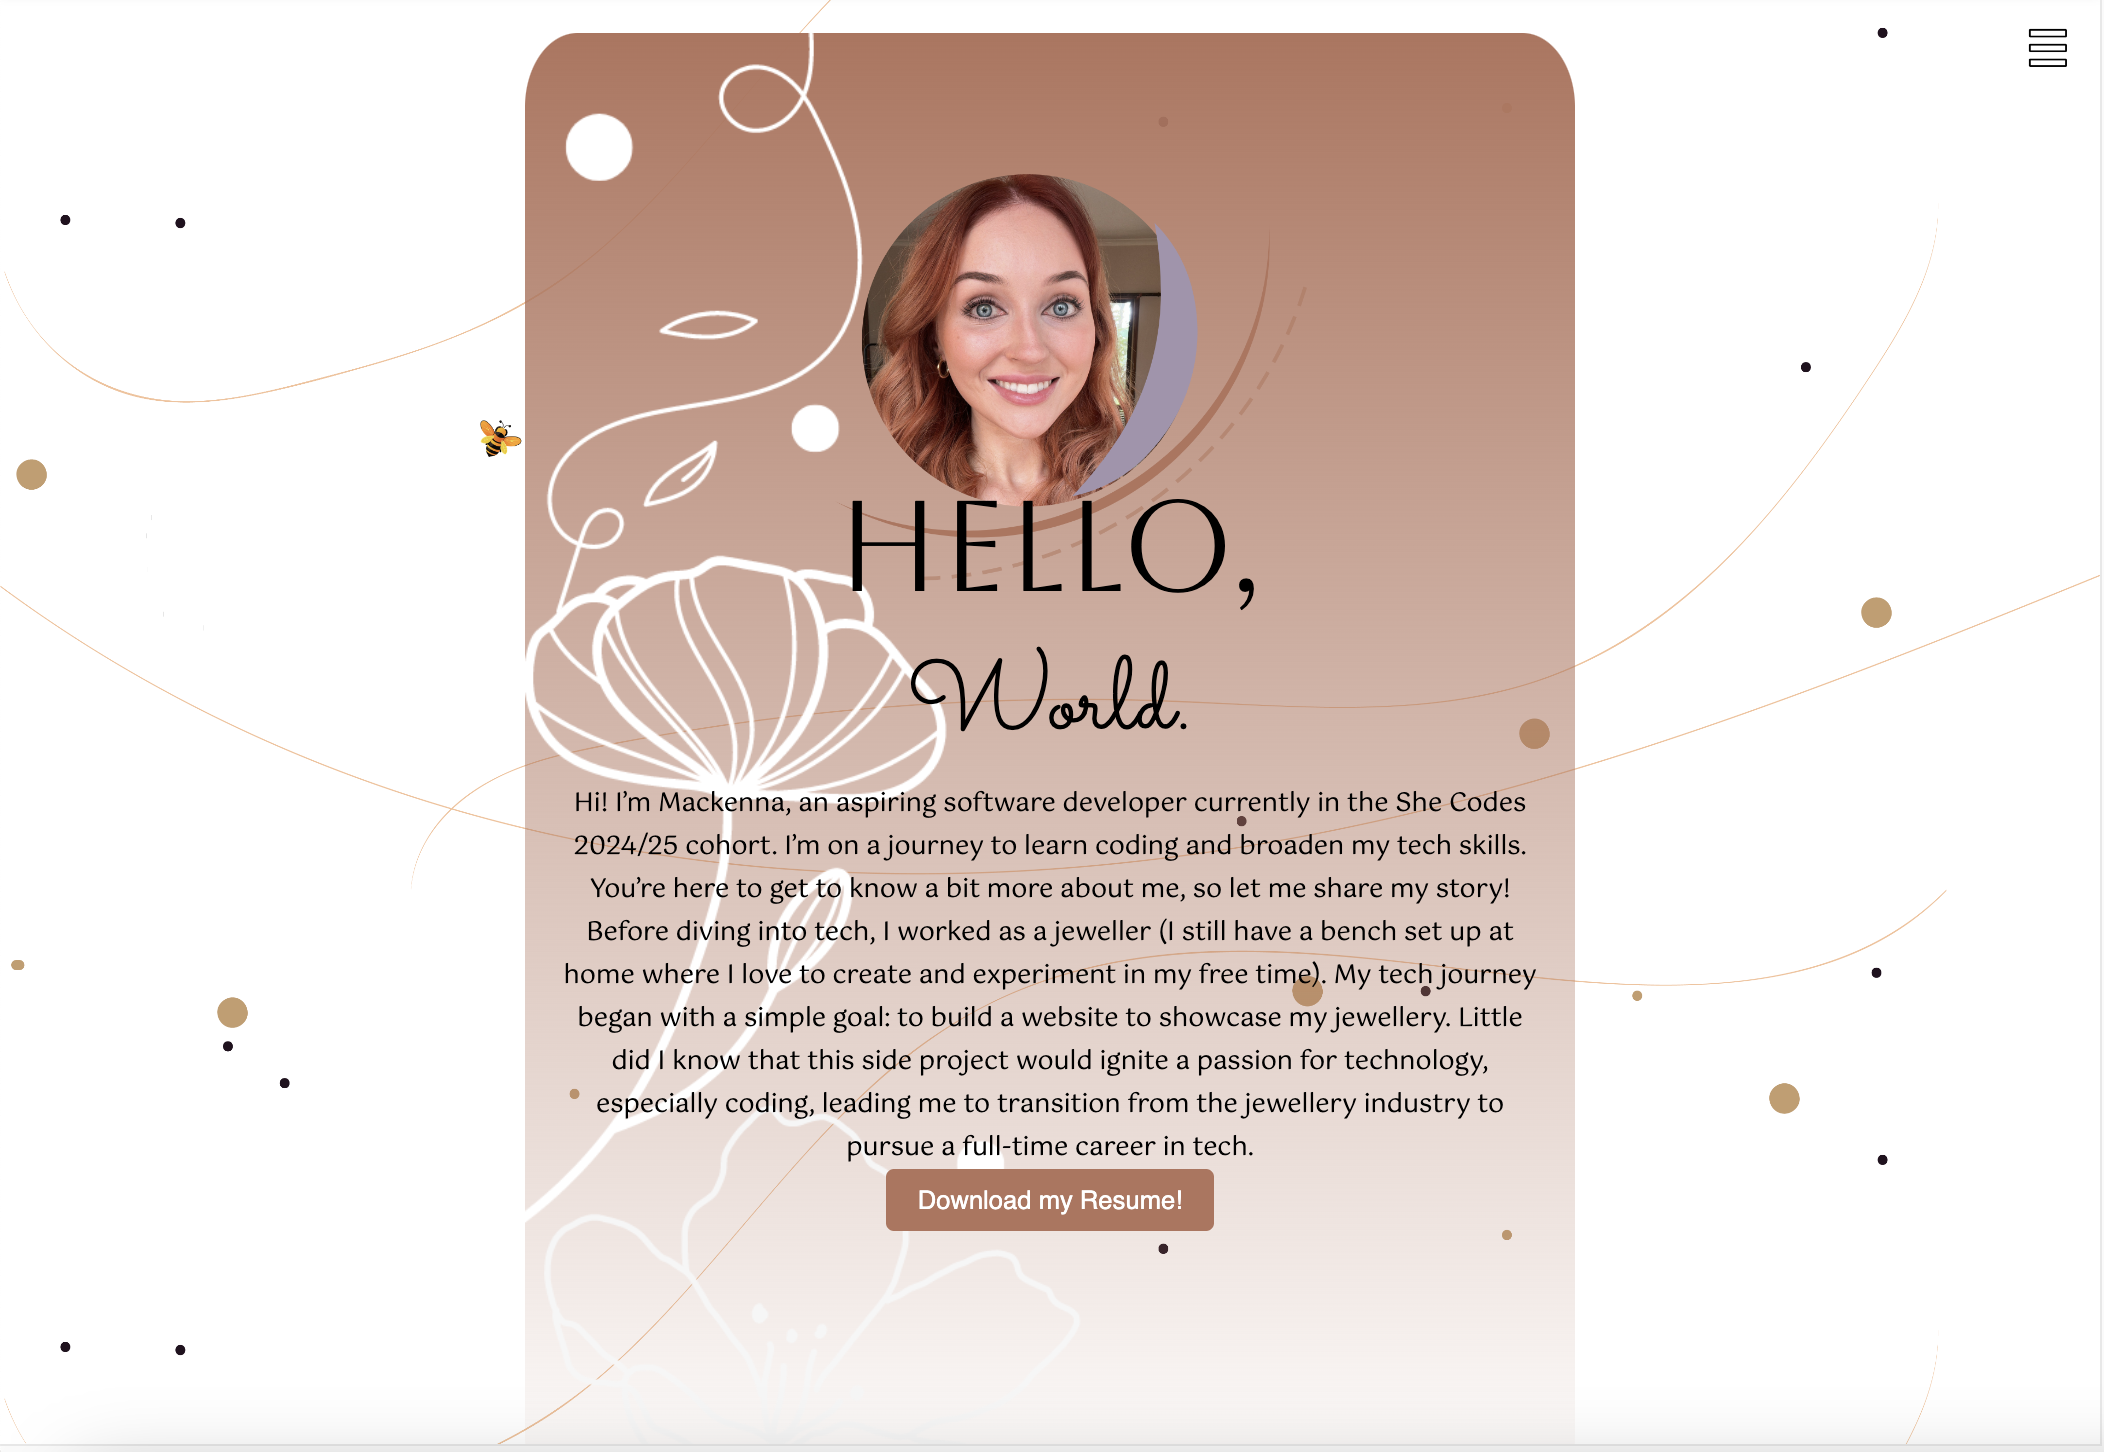 HELLO,
World.
Hi! I’m Mackenna, an aspiring software developer currently in the She Codes
2024/25 cohort. I’m on a journey to learn coding and broaden my tech skills.
You’re here to get to know a bit more about me, so let me share my story!
Before diving into tech, I worked as a jeweller (I still have a bench set up at
home where I love to create and experiment in my free time). My tech journey
began with a simple goal: to build a website to showcase my jewellery. Little
did I know that this side project would ignite a passion for technology,
especially coding, leading me to transition from the jewellery industry to
pursue a full-time career in tech.
Download my Resume!